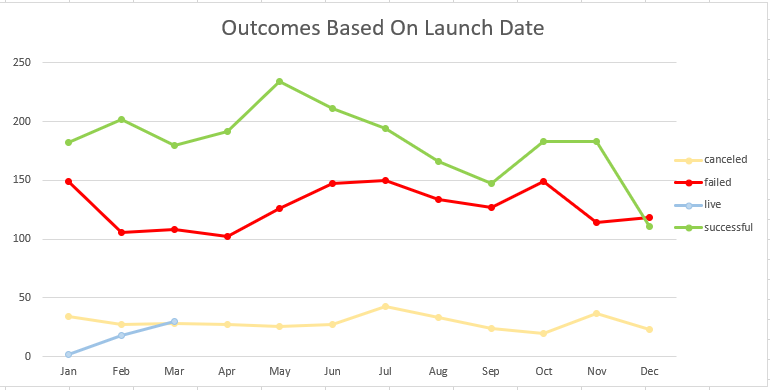 Outcomes Based On Launch Date
250
200
150
100
50
0
Jan Feb Mar Apr May Jun Jul Aug Sep Oct Nov Dec
canceled
failed
live
successful